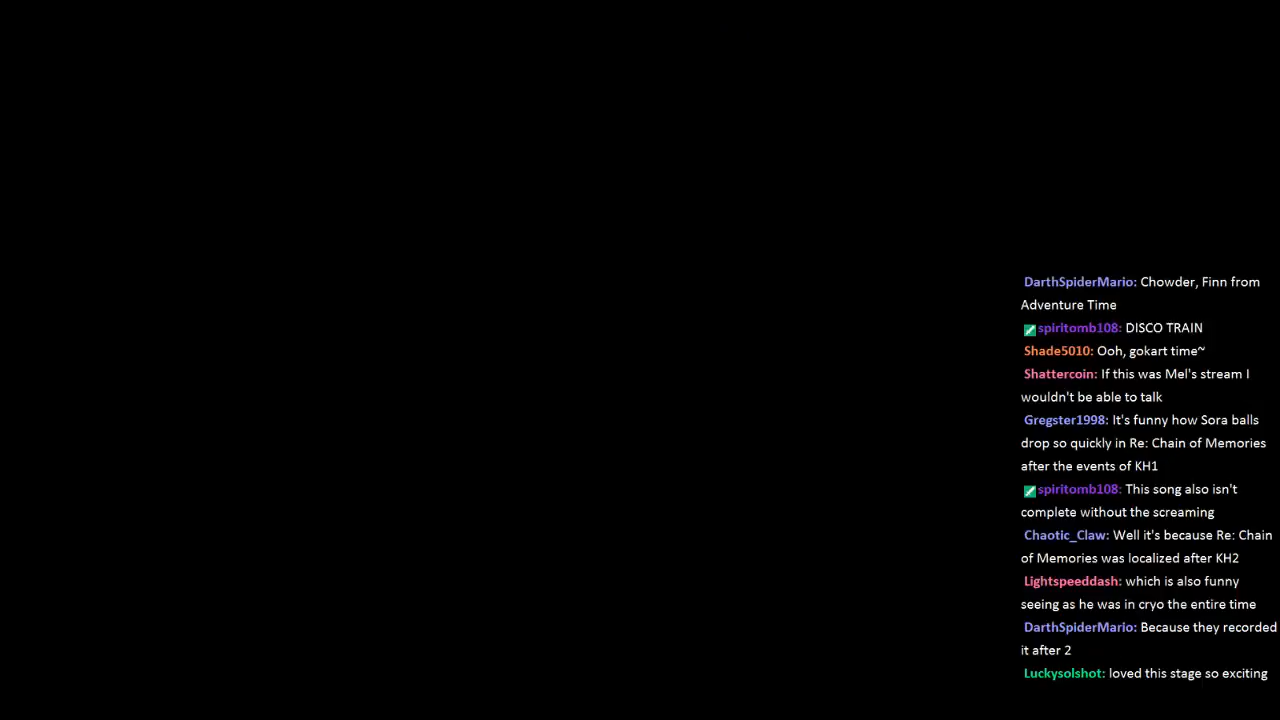 DarthSpiderMario: Chowder, Finn from
Adventure Time
spiritomb108: DISCO TRAIN
Shade5010: Ooh, gokart time~
Shattercoin: If this was Mel's stream I
wouldn't be able to talk
Gregster1998: It's funny how Sora balls
drop so quickly in Re: Chain of Memories
after the events of KH1
spiritomb108: This song also isn't
complete without the screaming
Chaotic_Claw: Well it's because Re: Chain
of Memories was localized after KH2
Lightspeeddash: which is also funny
seeing as he was in cryo the entire time
DarthSpiderMario: Because they recorded
it after 2
Luckysolshot: loved this stage so exciting